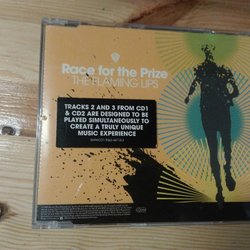 Race for the Prize
THE FLAMING LIPS
TRACKS 2 AND 3 FROM CD1
& CD2 ARE DESIGNED TO BE
PLAYED SIMULTANEOUSLY TO
CREATE A TRULY UNIQUE
MUSIC EXPERIENCE